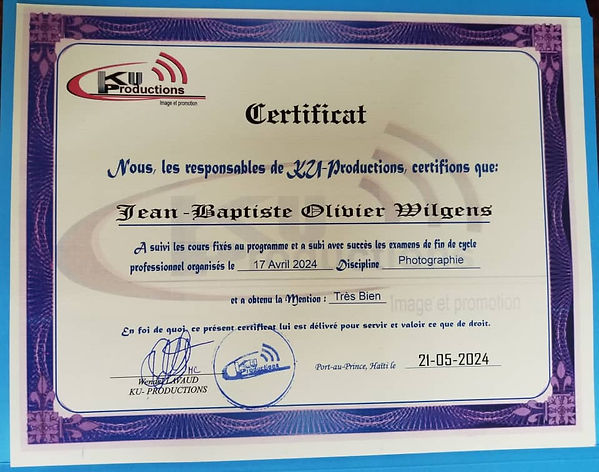 KU
Productions
Image et promotion
Certificat
Nous, les responsables de KU-Productions, certifions que:
Jean-Baptiste Olivier Wilgens
A suivi les cours fixés au programme et a subi avec succès les examens de fin de cycle
professionnel organisés le 17 Avril 2024 Discipline Photographie
et a obtenu la Mention : Très Bien
Image et promotion
En foi de quoi, ce présent certificat lui est délivré pour servir et valoir ce que de droit.
KU
Productions
Port-au-Prince, Haïti le 21-05-2024
LAVAUD
KU- PRODUCTIONS